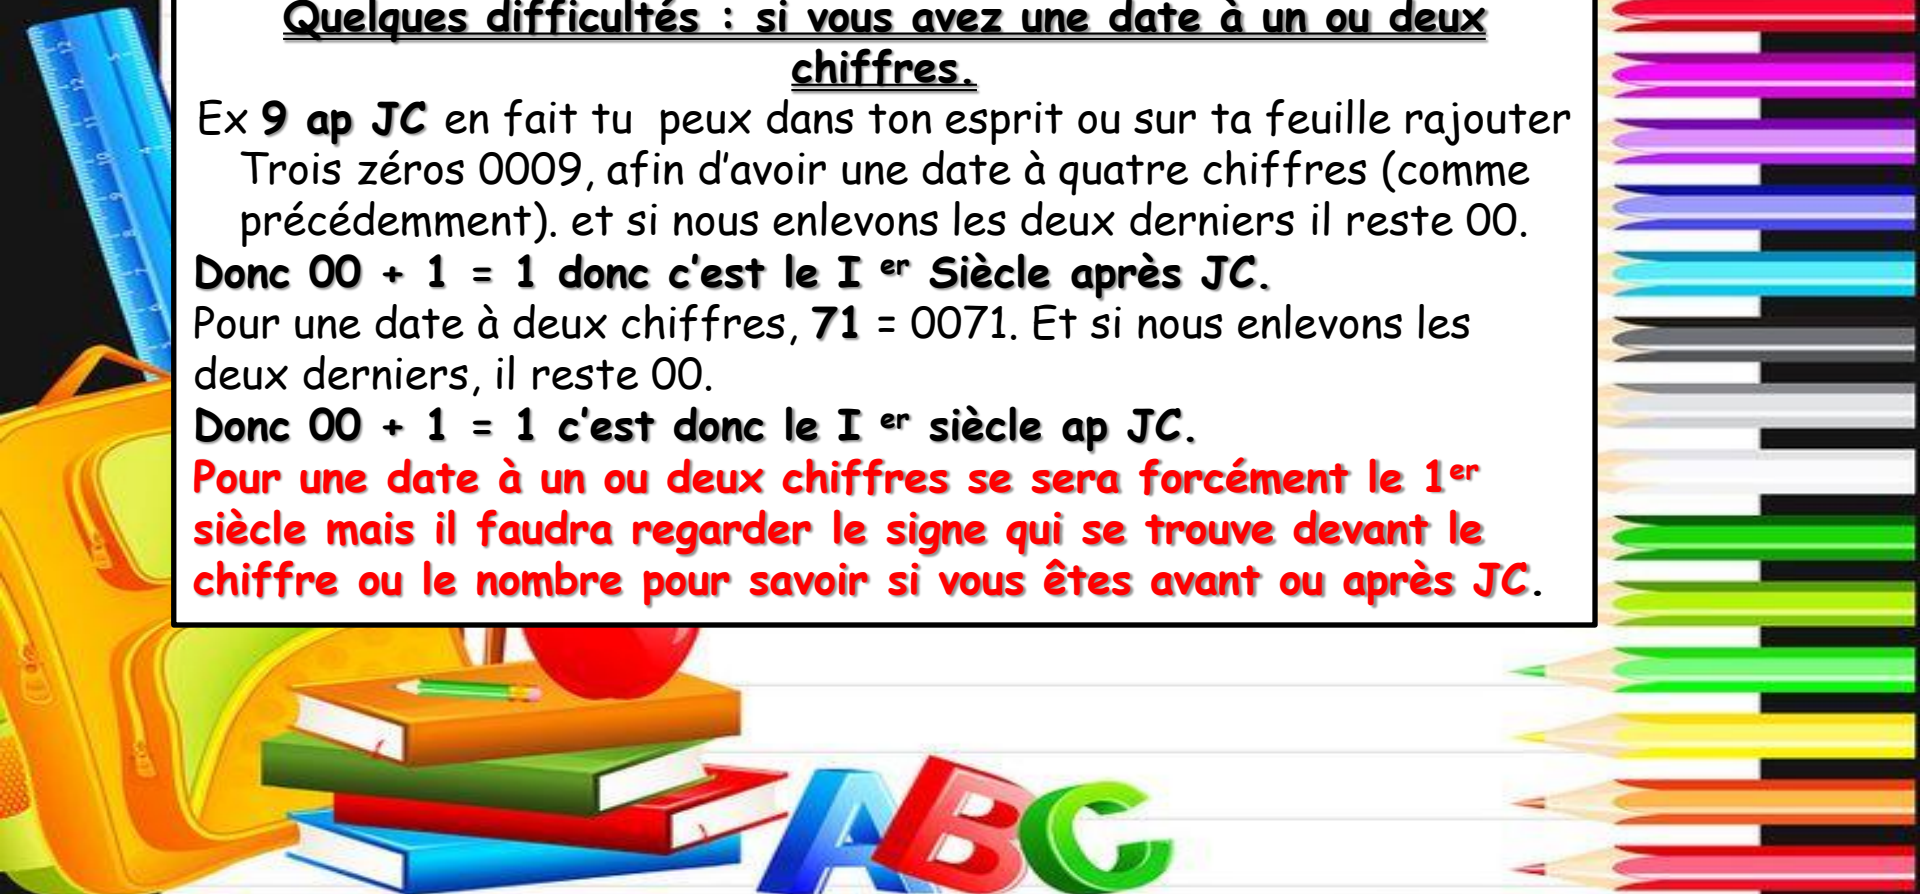 Quelques difficultés : si vous avez une date à un ou deux
chiffres.
Ex 9 ap JC en fait tu peux dans ton esprit ou sur ta feuille rajouter
Trois zéros 0009, afin d'avoir une date à quatre chiffres (comme
précédemment). et si nous enlevons les deux derniers il reste 00.
Donc 00 + 1 = 1 donc c'est le I er Siècle après JC.
Pour une date à deux chiffres, 71 = 0071. Et si nous enlevons les
deux derniers, il reste 00.
Donc 00 + 1 = 1 c'est donc le I er siècle ap JC.
Pour une date à un ou deux chiffres se sera forcément le 1er
siècle mais il faudra regarder le signe qui se trouve devant le
chiffre ou le nombre pour savoir si vous êtes avant ou après JC.
ABC